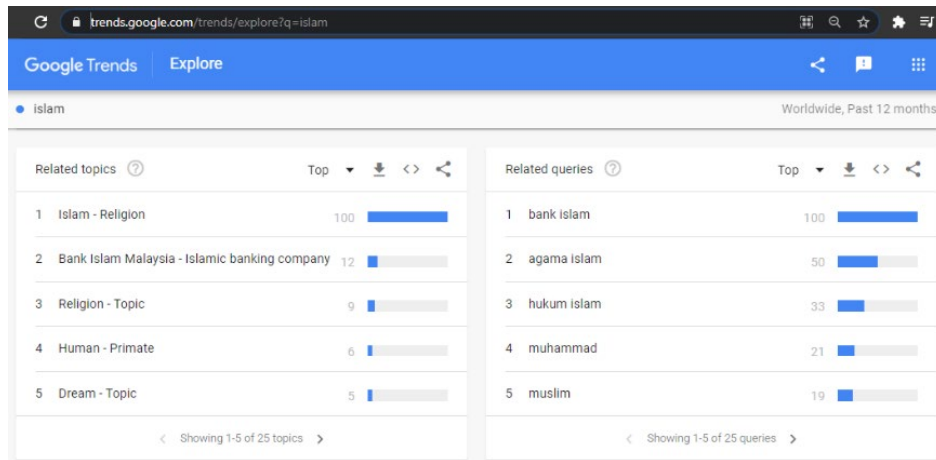 trends.google.com/trends/explore?q=islam
Google Trends Explore
islam Worldwide, Past 12 months
Related topics Top
1 Islam - Religion 100
2 Bank Islam Malaysia - Islamic banking company 12
3 Religion - Topic 9
4 Human - Primate 6
5 Dream - Topic 5
Showing 1-5 of 25 topics
Related queries Top
1 bank islam 100
2 agama islam 50
3 hukum islam 33
4 muhammad 21
5 muslim 19
Showing 1-5 of 25 queries